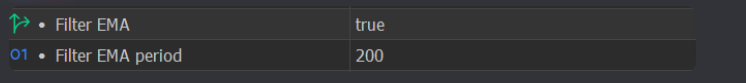 • Filter EMA true
01 • Filter EMA period 200